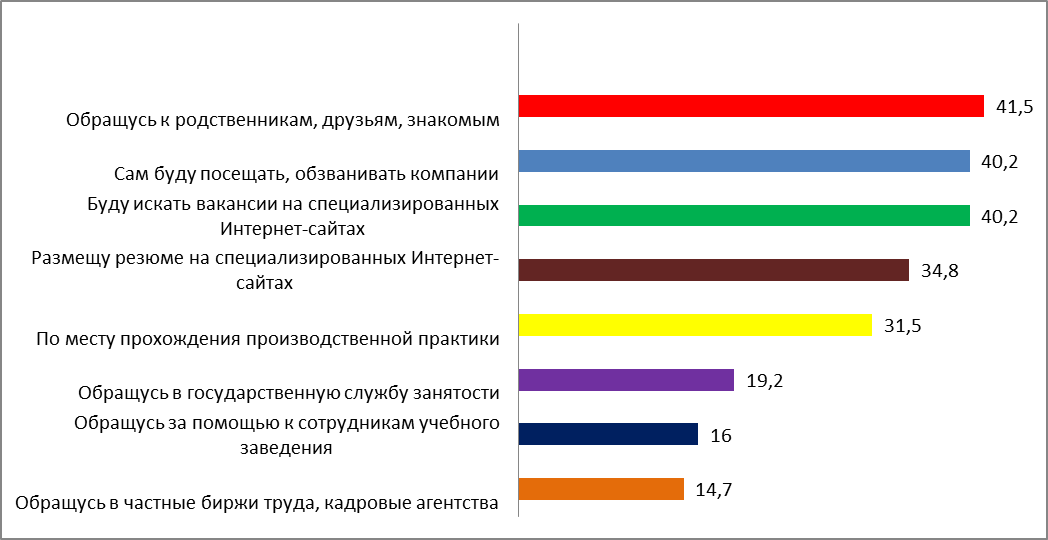 Обращусь к родственникам, друзьям, знакомым
41,5
Сам буду посещать, обзванивать компании
40,2
Буду искать вакансии на специализированных
Интернет-сайтах
40,2
Размещу резюме на специализированных Интернет-
сайтах
34,8
По месту прохождения производственной практики
31,5
Обращусь в государственную службу занятости
19,2
Обращусь за помощью к сотрудникам учебного
заведения
16
Обращусь в частные биржи труда, кадровые агентства
14,7